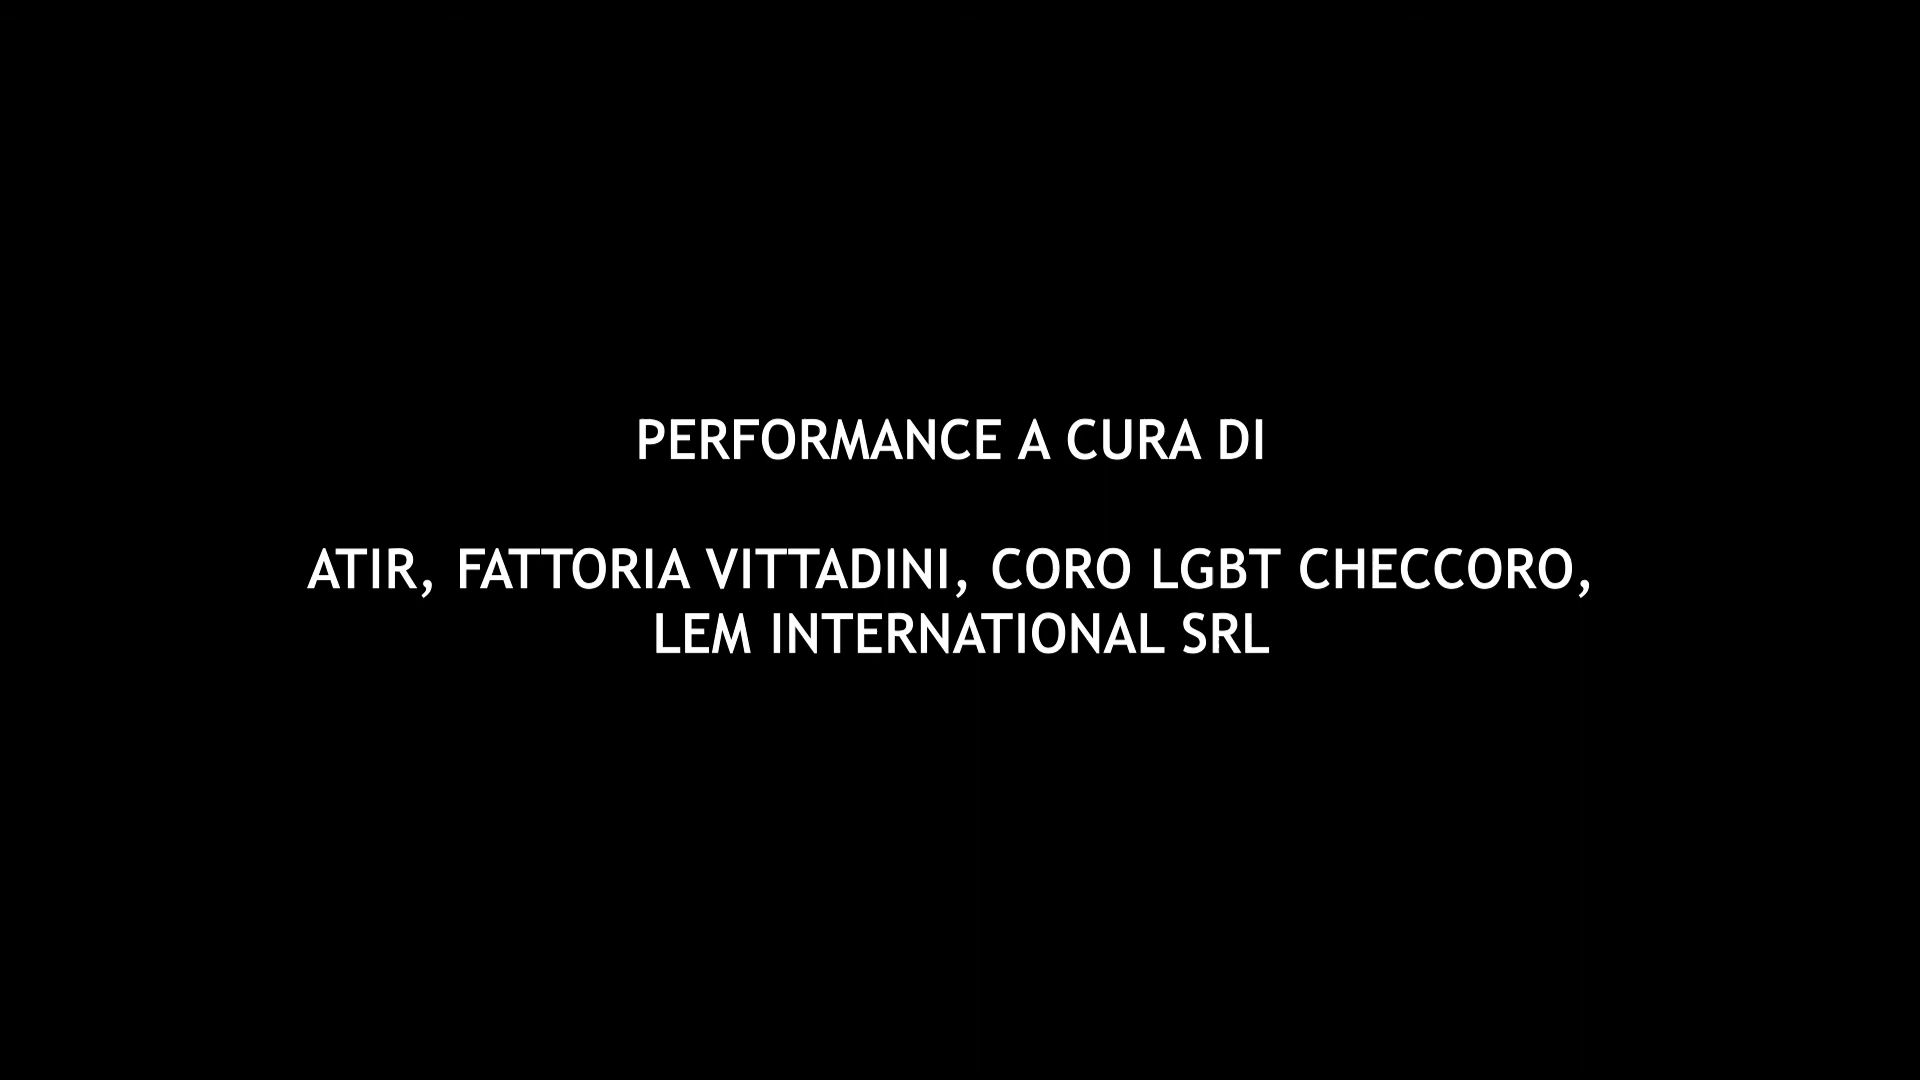 PERFORMANCE A CURA DI
ATIR, FATTORIA VITTADINI, CORO LGBT CHECCORO,
LEM INTERNATIONAL SRL